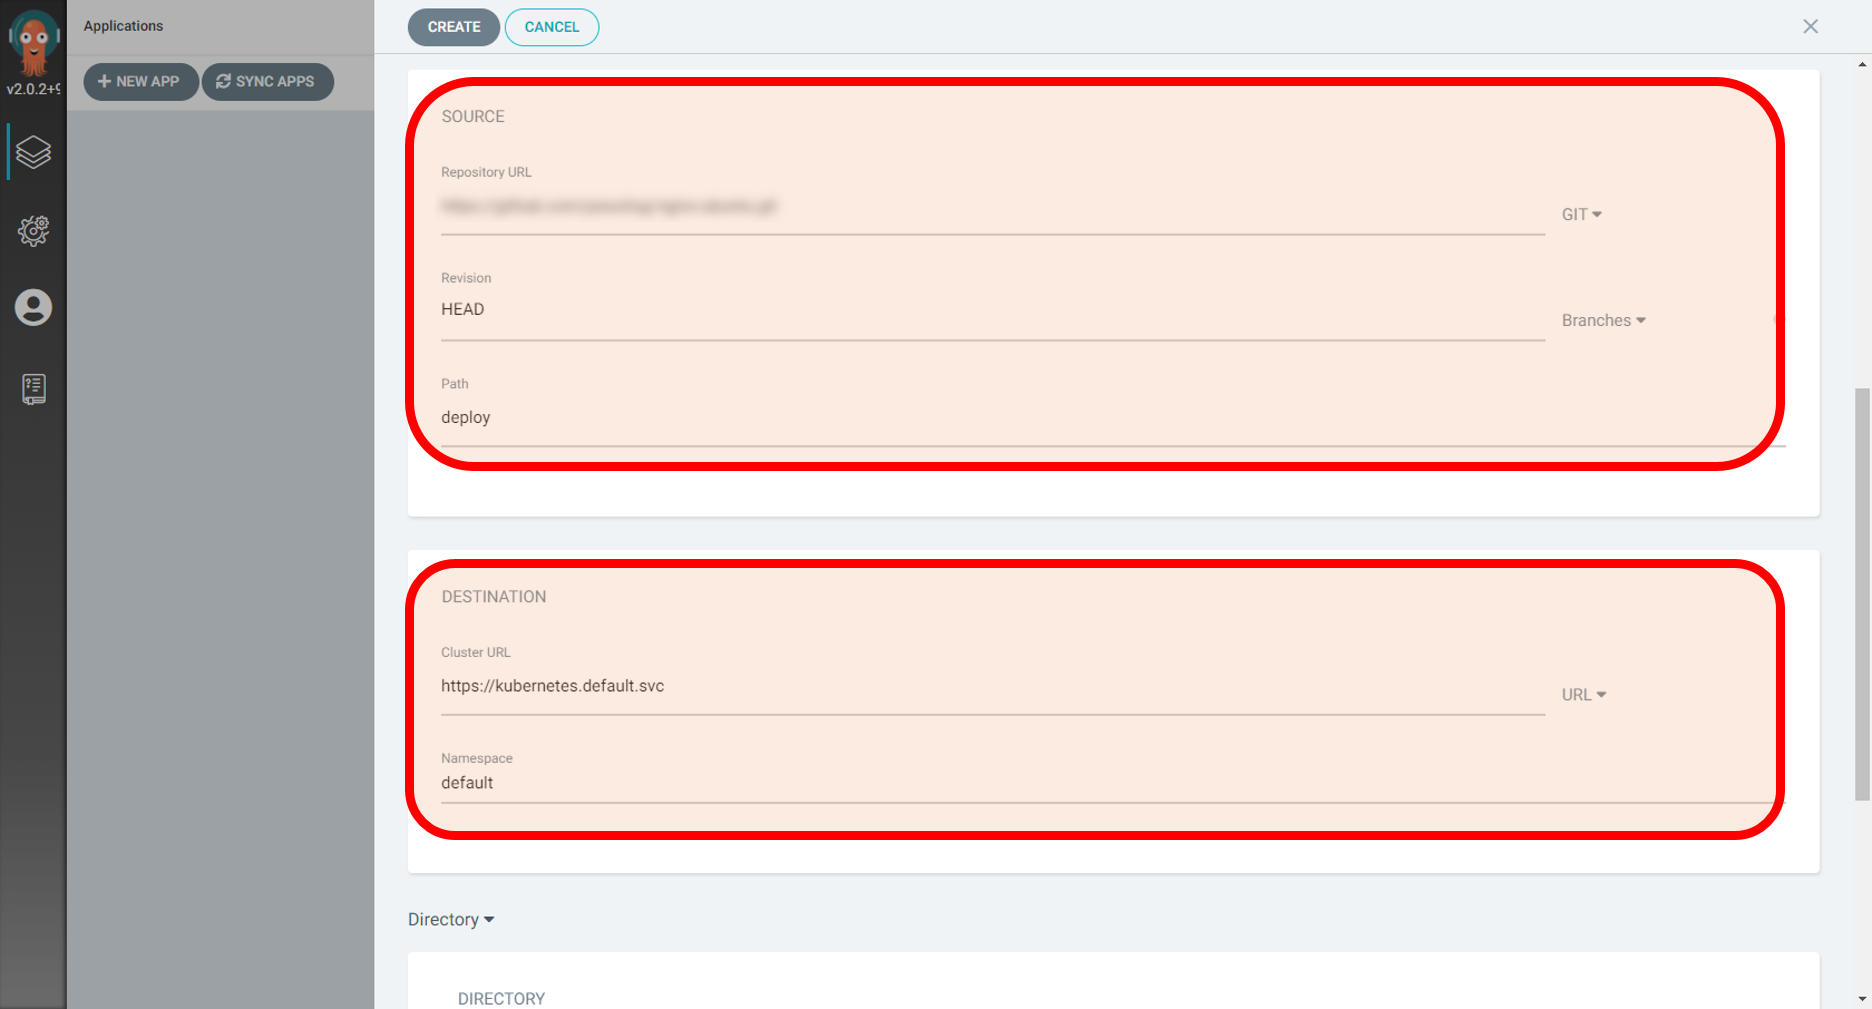 v2.0.2+9
Applications
NEW APP
SYNC APPS
CREATE
CANCEL
SOURCE
Repository URL
GIT
Revision
HEAD
Branches
Path
deploy
DESTINATION
Cluster URL
https://kubernetes.default.svc
URL
Namespace
default
Directory
DIRECTORY